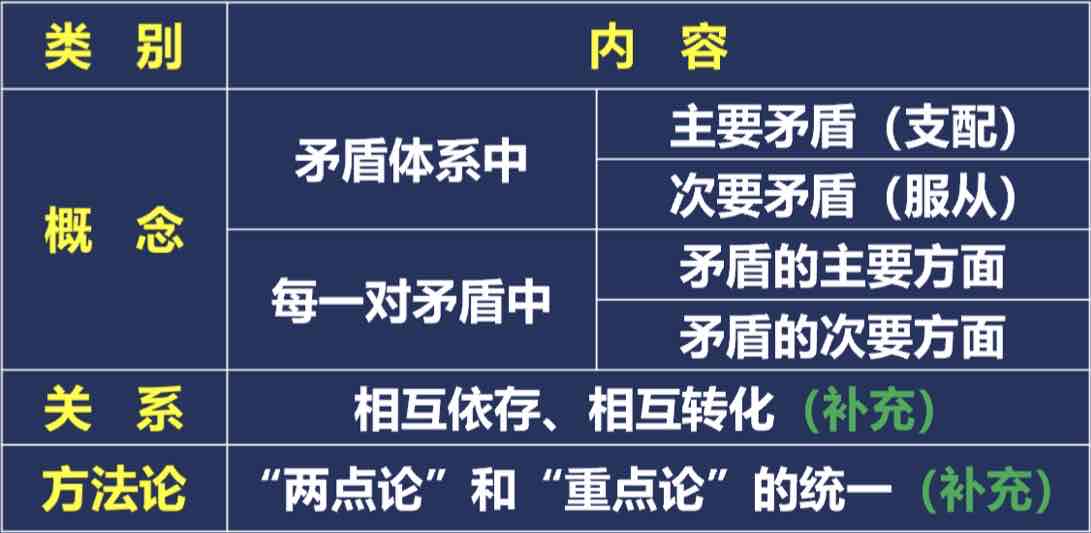 类 别
内 容
概 念
矛盾体系中
主要矛盾（支配）
次要矛盾（服从）
每一对矛盾中
矛盾的主要方面
矛盾的次要方面
关 系
相互依存、相互转化（补充）
方法论
“两点论”和“重点论”的统一（补充）